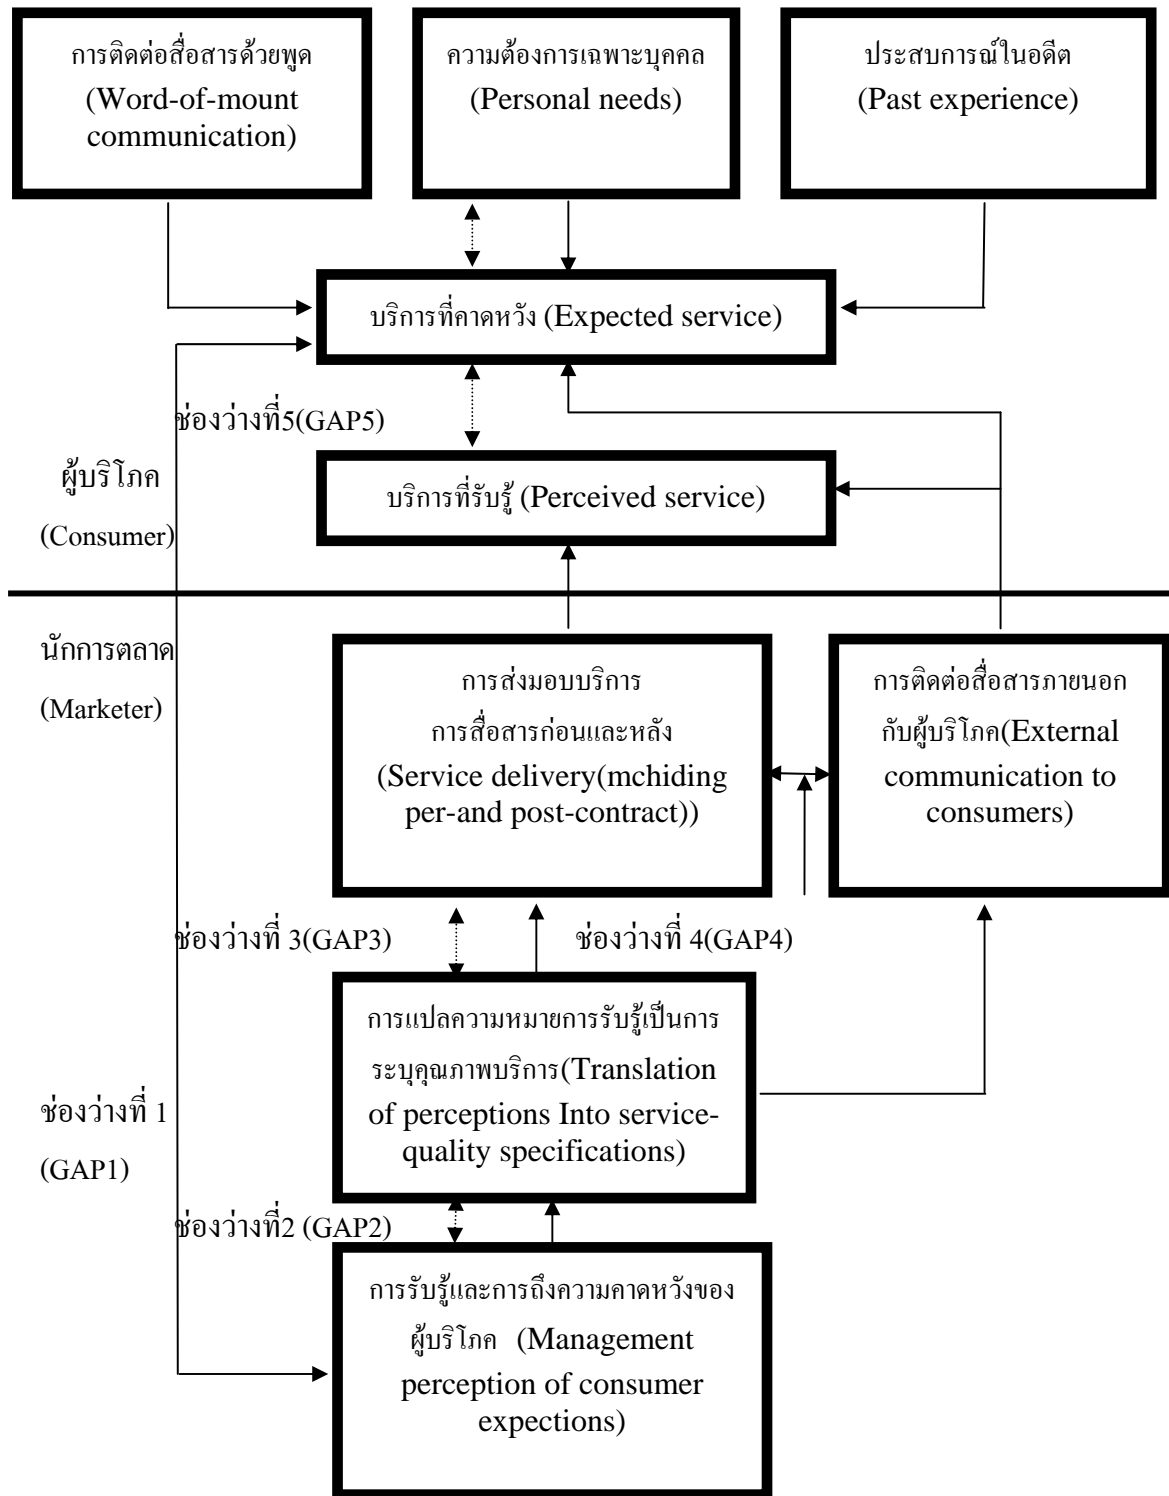 การติดต่อสื่อสารด้วยพูด
(Word-of-mount
communication)
ความต้องการเฉพาะบุคคล
(Personal needs)
ประสบการณ์ในอดีต
(Past experience)
บริการที่คาดหวัง (Expected service)
ช่องว่างที่5(GAP5)
ผู้บริโภค
(Consumer)
บริการที่รับรู้ (Perceived service)
นักการตลาด
(Marketer)
การส่งมอบบริการ
การสื่อสารก่อนและหลัง
(Service delivery(mchiding
per-and post-contract))
การติดต่อสื่อสารภายนอก
กับผู้บริโภค(External
communication to
consumers)
ช่องว่างที่ 3(GAP3)
ช่องว่างที่ 4(GAP4)
การแปลความหมายการรับรู้เป็นการ
ระบุคุณภาพบริการ(Translation
of perceptions Into service-
quality specifications)
ช่องว่างที่ 1
(GAP1)
ช่องว่างที่2 (GAP2)
การรับรู้และการถึงความคาดหวังของ
ผู้บริโภค (Management
perception of consumer
expections)